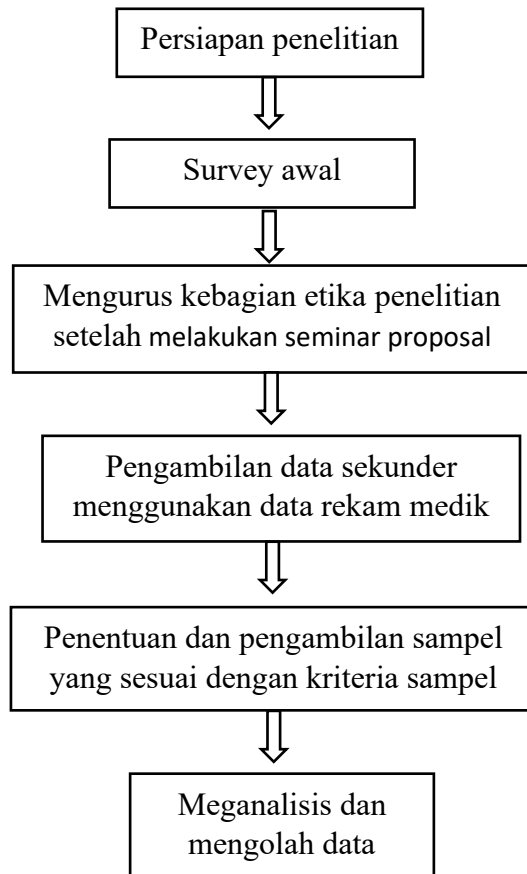 Persiapan penelitian
Survey awal
Mengurus kebagian etika penelitian
setelah melakukan seminar proposal
Pengambilan data sekunder
menggunakan data rekam medik
Penentuan dan pengambilan sampel
yang sesuai dengan kriteria sampel
Meganalisis dan
mengolah data